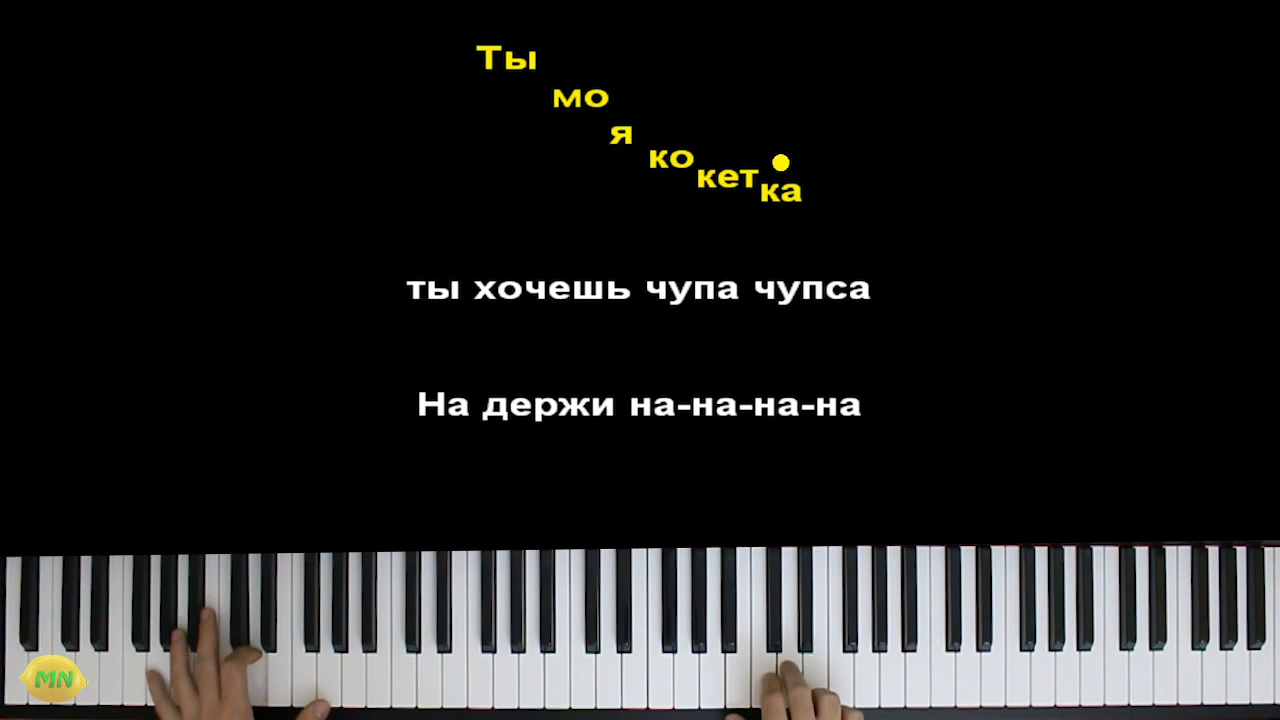 Ты моя кокетка
ты хочешь чупа чупса
На держи на-на-на-на
MN